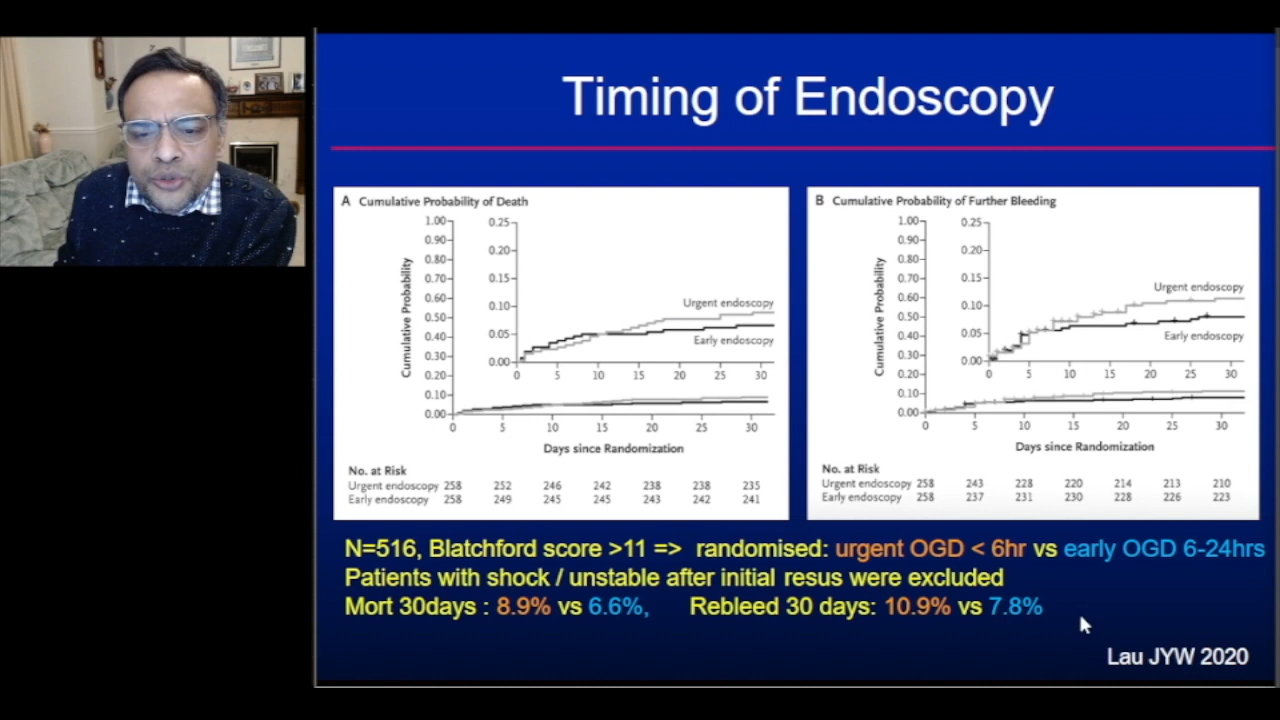 Timing of Endoscopy
A Cumulative Probability of Death
Cumulative Probability
1.00
0.90
0.80
0.70
0.60
0.50
0.40
0.30
0.20
0.10
0.00
0.25
0.20
0.15
0.10
0.05
0.00
Urgent endoscopy
Early endoscopy
0 5 10 15 20 25 30
0 5 10 15 20 25 30
Days since Randomization
No. at Risk
Urgent endoscopy 258 252 246 242 238 238 235
Early endoscopy 258 249 245 245 243 242 241
B Cumulative Probability of Further Bleeding
Cumulative Probability
1.00
0.90
0.80
0.70
0.60
0.50
0.40
0.30
0.20
0.10
0.00
0.25
0.20
0.15
0.10
0.05
0.00
Urgent endoscopy
Early endoscopy
0 5 10 15 20 25 30
0 5 10 15 20 25 30
Days since Randomization
No. at Risk
Urgent endoscopy 258 243 228 220 214 213 210
Early endoscopy 258 237 231 230 228 226 223
N=516, Blatchford score >11 => randomised: urgent OGD < 6hr vs early OGD 6-24hrs
Patients with shock / unstable after initial resus were excluded
Mort 30days : 8.9% vs 6.6%, Rebleed 30 days: 10.9% vs 7.8%
Lau JYW 2020